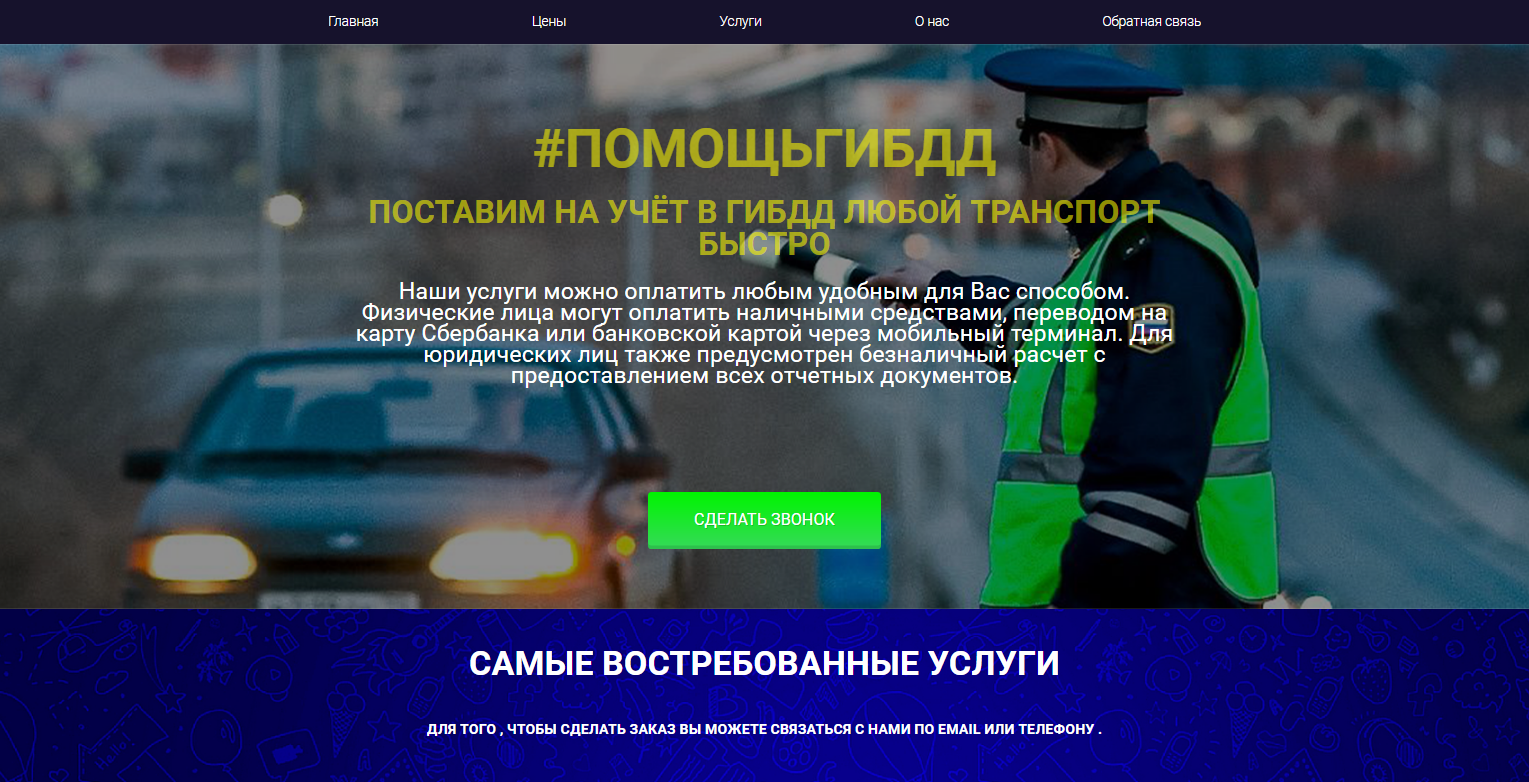 Главная Цены Услуги О нас Обратная связь
#ПОМОЩЬГИБДД
ПОСТАВИМ НА УЧЁТ В ГИБДД ЛЮБОЙ ТРАНСПОРТ
БЫСТРО
Наши услуги можно оплатить любым удобным для Вас способом.
Физические лица могут оплатить наличными средствами, переводом на
карту Сбербанка или банковской картой через мобильный терминал. Для
юридических лиц также предусмотрен безналичный расчет с
предоставлением всех отчетных документов.
СДЕЛАТЬ ЗВОНОК
САМЫЕ ВОСТРЕБОВАННЫЕ УСЛУГИ
ДЛЯ ТОГО , ЧТОБЫ СДЕЛАТЬ ЗАКАЗ ВЫ МОЖЕТЕ СВЯЗАТЬСЯ С НАМИ ПО EMAIL ИЛИ ТЕЛЕФОНУ .
Hello!